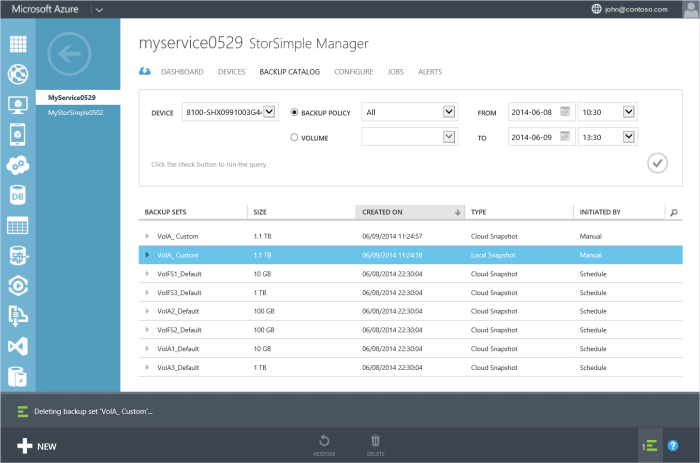 Microsoft Azure
john@contoso.com
myservice0529 StorSimple Manager
DASHBOARD DEVICES BACKUP CATALOG CONFIGURE JOBS ALERTS
MyService0529
MyStorSimple0502
DEVICE 8100-SHX0991003G44 BACKUP POLICY All FROM 2014-06-08 10:30
VOLUME TO 2014-06-09 13:30
Click the check button to run the query.
BACKUP SETS SIZE CREATED ON TYPE INITIATED BY
VolA_ Custom 1.1 TB 06/09/2014 11:24:57 Cloud Snapshot Manual
VolA_ Custom 1.1 TB 06/09/2014 11:24:38 Local Snapshot Manual
VolFS1_Default 10 GB 06/08/2014 22:30:04 Cloud Snapshot Schedule
VolFS3_Default 1 TB 06/08/2014 22:30:04 Cloud Snapshot Schedule
VolA2_Default 100 GB 06/08/2014 22:30:04 Cloud Snapshot Schedule
VolFS2_Default 100 GB 06/08/2014 22:30:04 Cloud Snapshot Schedule
VolA1_Default 10 GB 06/08/2014 22:30:04 Cloud Snapshot Schedule
VolA3_Default 1 TB 06/08/2014 22:30:04 Cloud Snapshot Schedule
DB
Deleting backup set 'VolA_ Custom'...
NEW
RESTORE DELETE
1
?